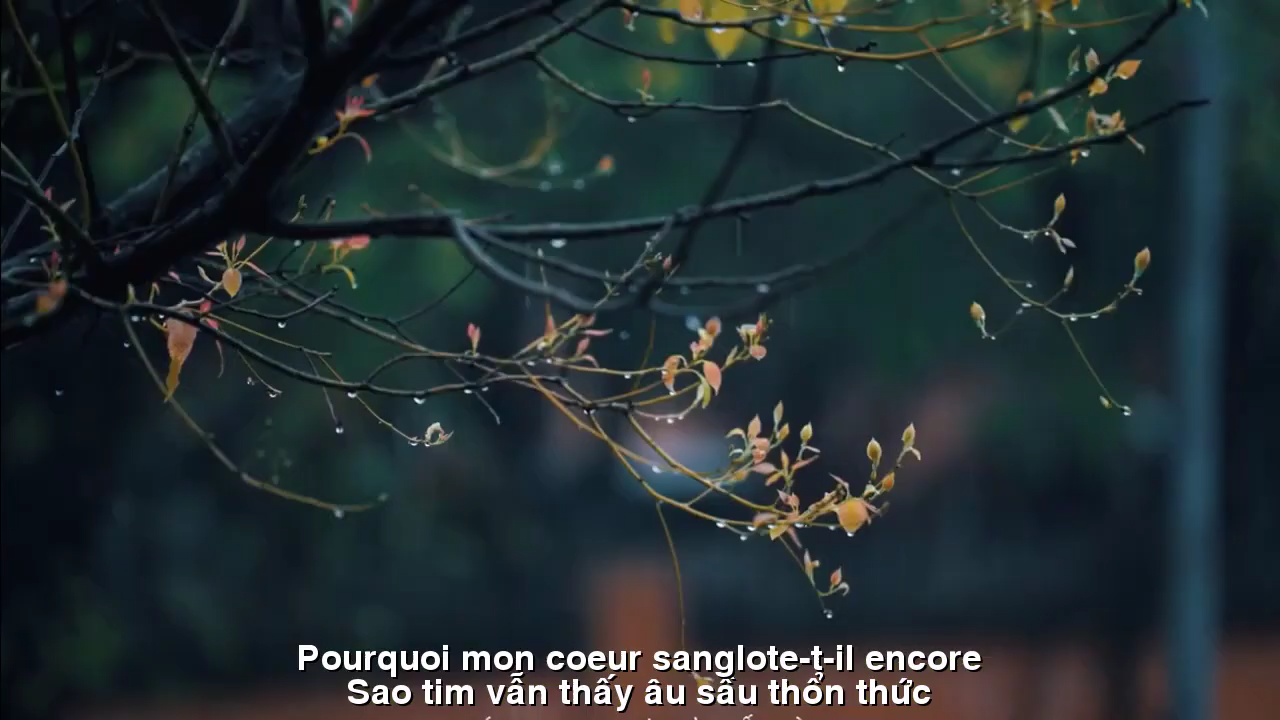 Pourquoi mon coeur sanglote-ţ-il encore
Sao tim vẫn thấy âu sầu thổn thức